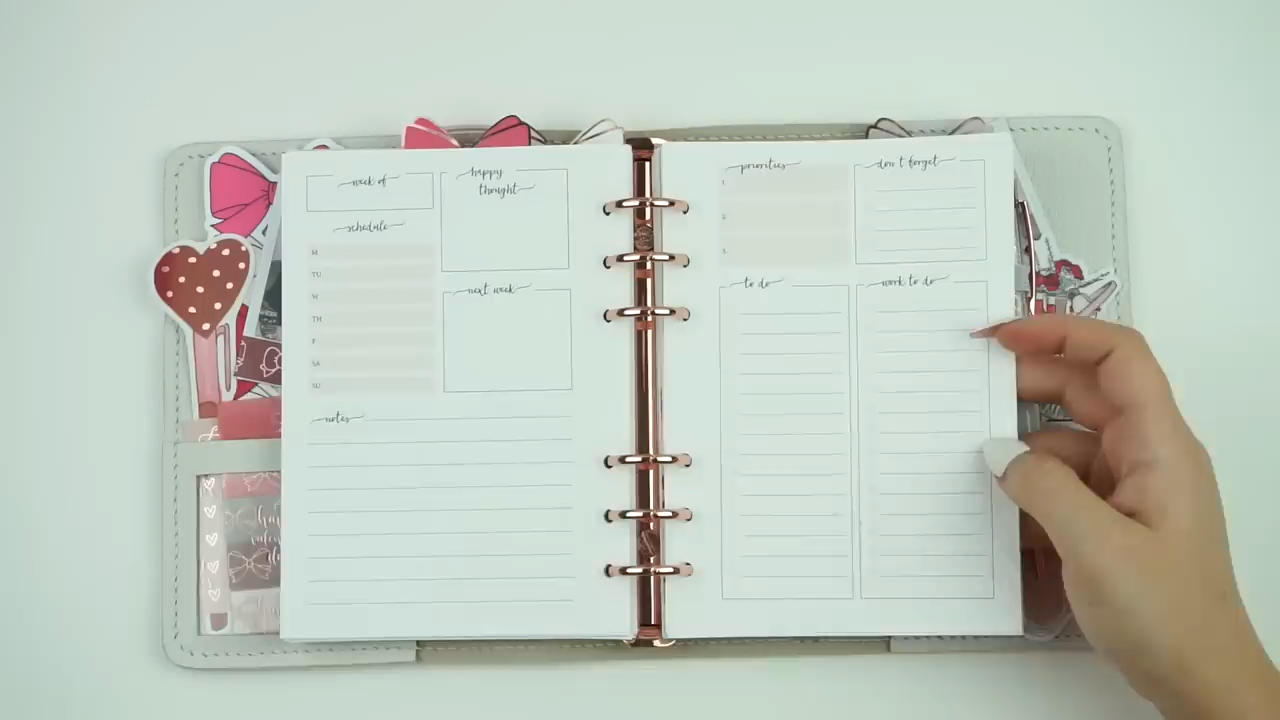 week of
happy
thought
schedule
M
TU
W
TH
F
SA
SU
next week
notes
priorities
1.
2.
3.
don't forget
to do
work to do